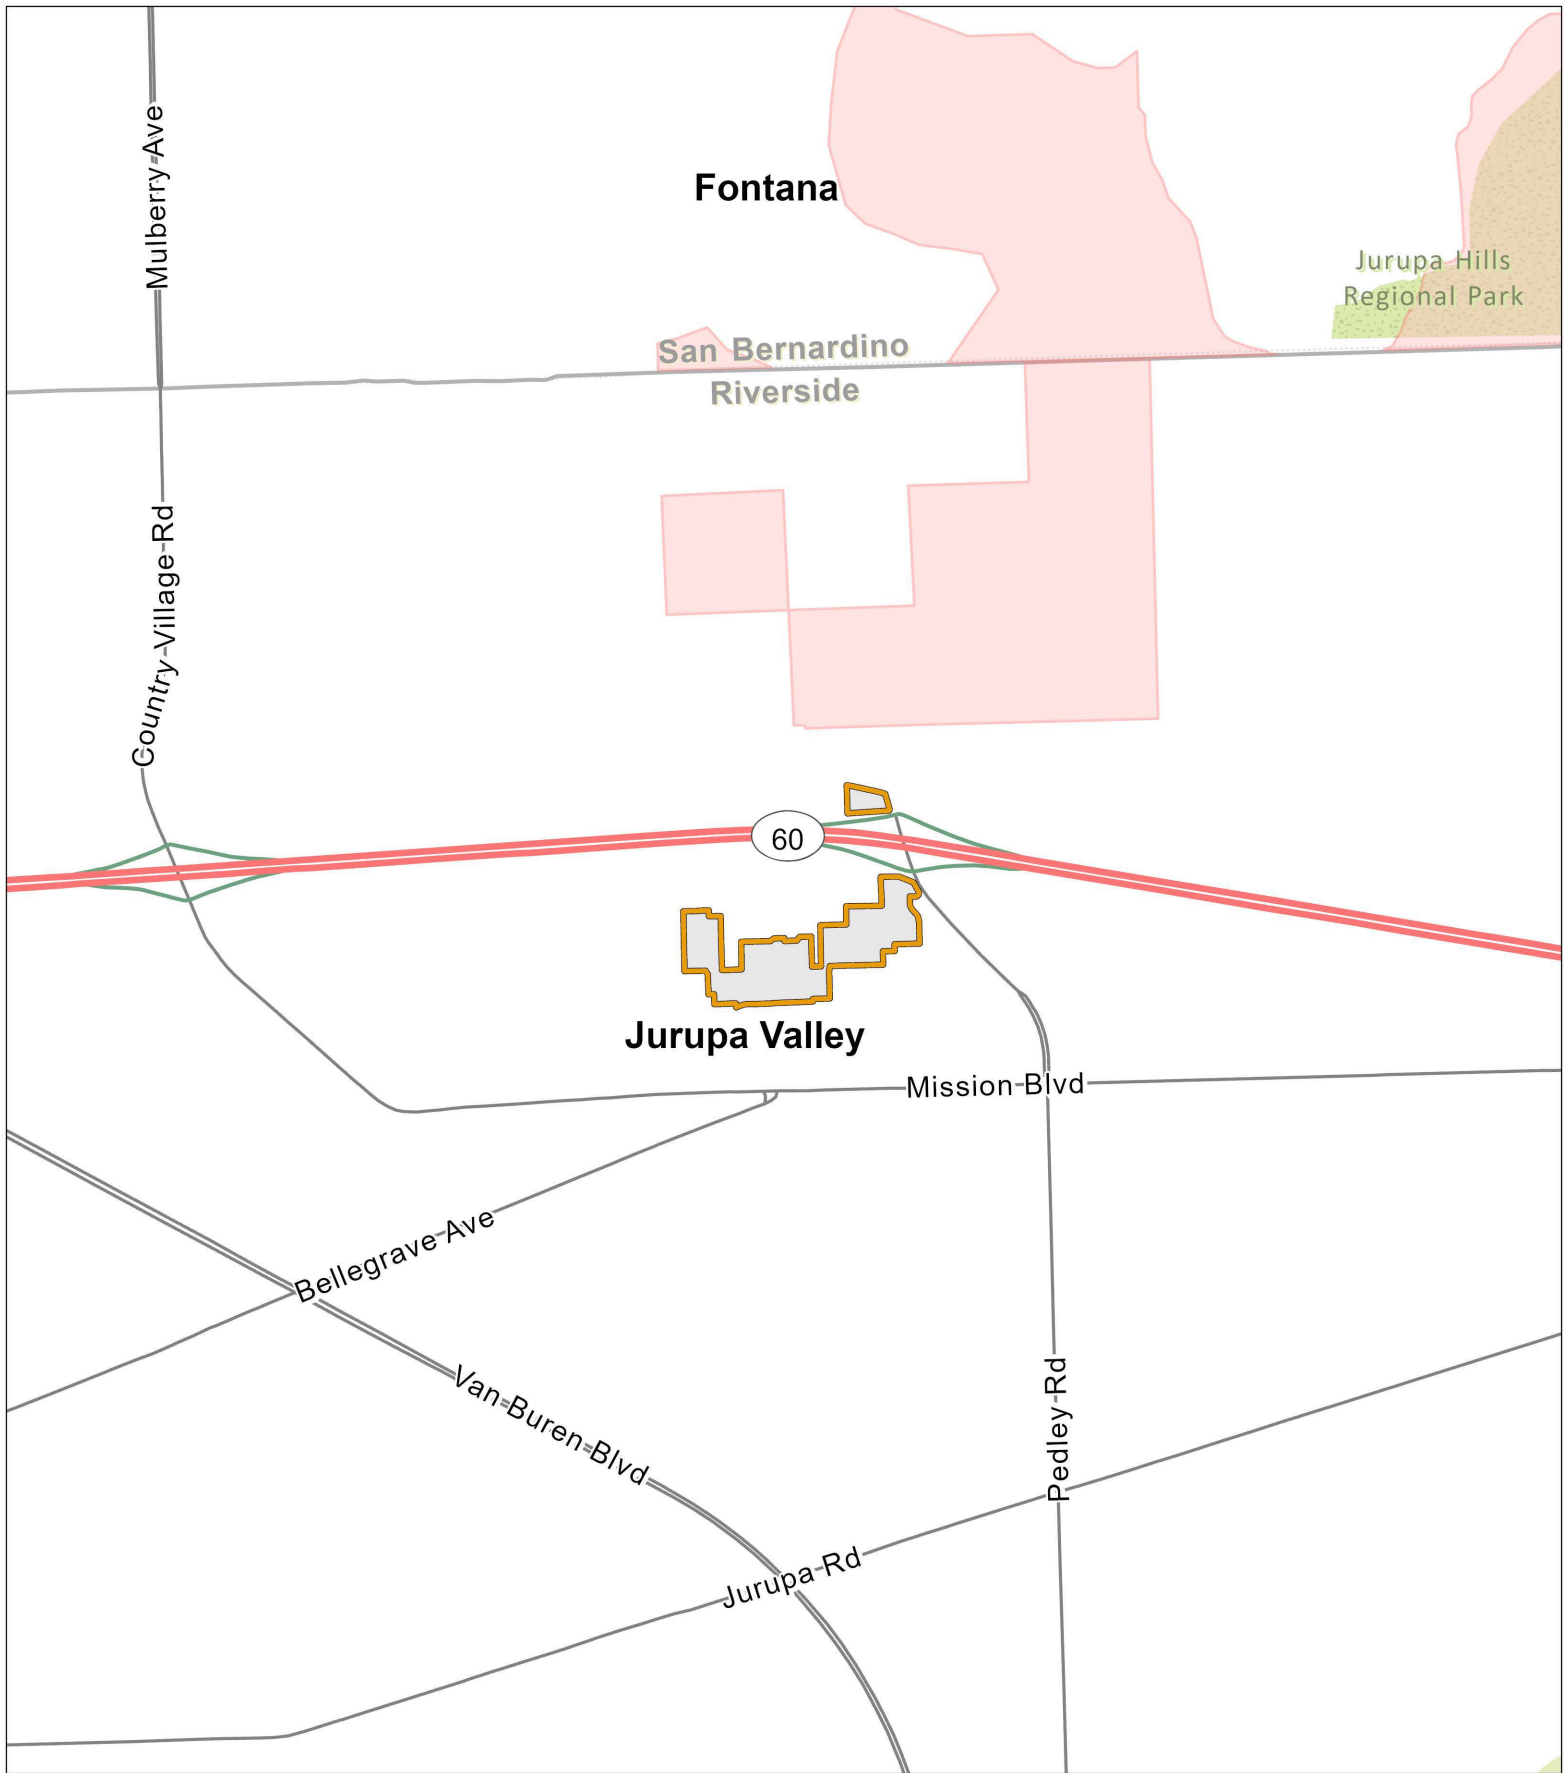 Mulberry Ave
Fontana
Jurupa Hills
Regional Park
San Bernardino
Riverside
Country Village Rd
60
Jurupa Valley
Mission Blvd
Bellegrave Ave
Van Buren Blvd
Pedley Rd
Jurupa Rd